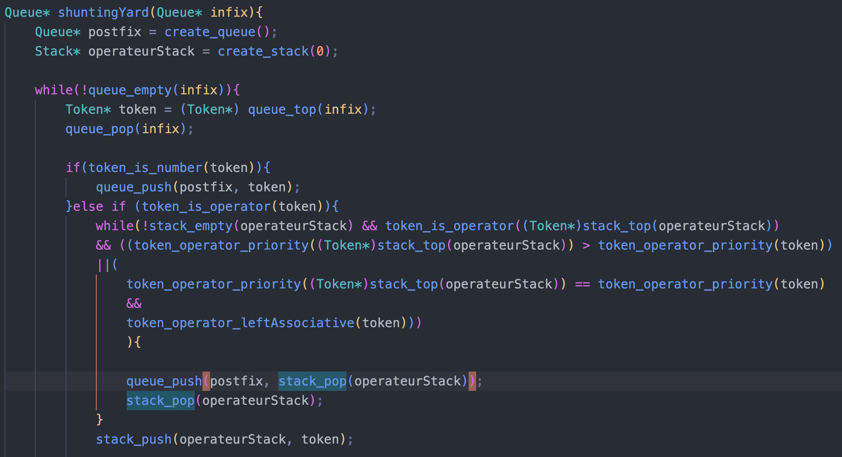 Queue* shuntingYard(Queue* infix){
    Queue* postfix = create_queue();
    Stack* operateurStack = create_stack(0);

    while(!queue_empty(infix)){
        Token* token = (Token*) queue_top(infix);
        queue_pop(infix);

        if(token_is_number(token)){
            queue_push(postfix, token);
        }else if (token_is_operator(token)){
            while(!stack_empty(operateurStack) && token_is_operator((Token*)stack_top(operateurStack))
            && ((token_operator_priority((Token*)stack_top(operateurStack)) > token_operator_priority(token))
            ||(
                token_operator_priority((Token*)stack_top(operateurStack)) == token_operator_priority(token)
                &&
                token_operator_leftAssociative(token)))
                ){

                queue_push(postfix, stack_pop(operateurStack));
                stack_pop(operateurStack);
            }
            stack_push(operateurStack, token);